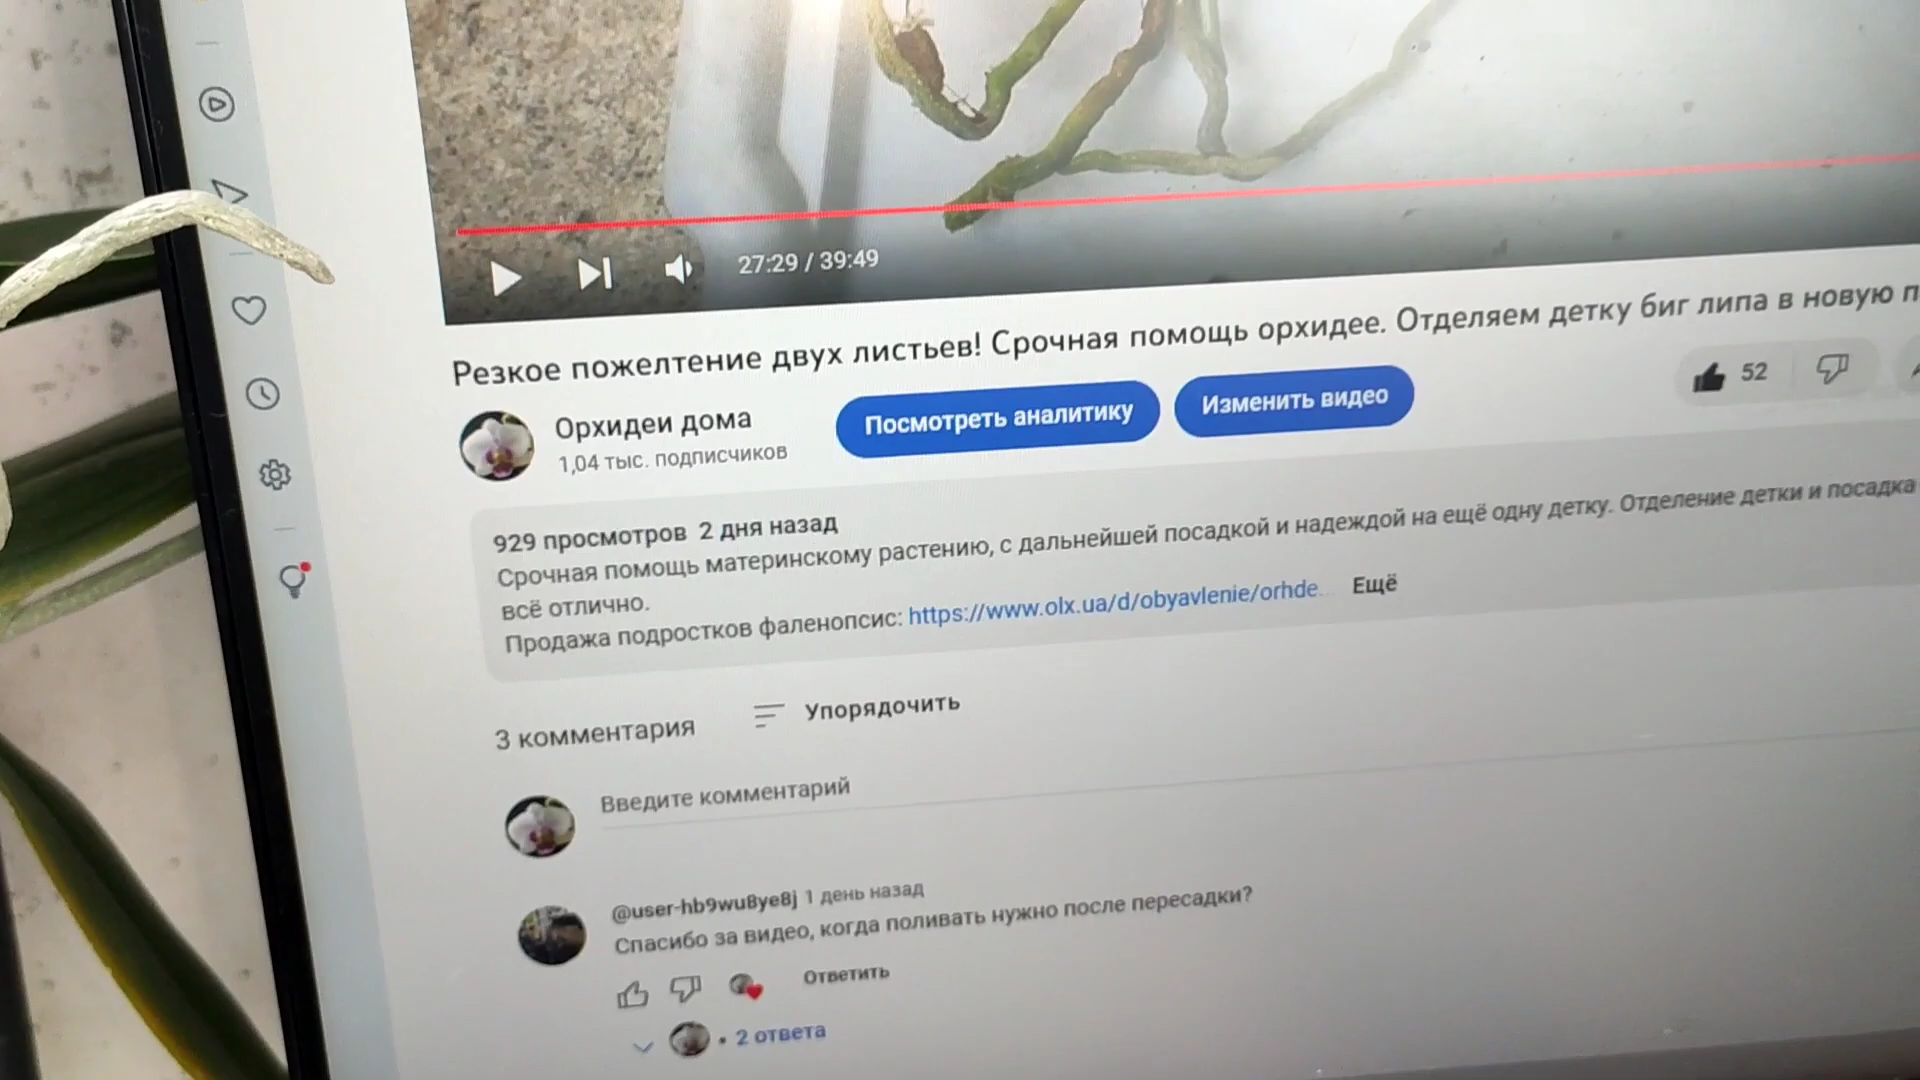 27:29 / 39:49
Резкое пожелтение двух листьев! Срочная помощь орхидее. Отделяем детку биг липа в новую п
Орхидеи дома
1,04 тыс. подписчиков
Посмотреть аналитику
Изменить видео
52
929 просмотров 2 дня назад
Срочная помощь материнскому растению, с дальнейшей посадкой и надеждой на ещё одну детку. Отделение детки и посадка
всё отлично.
Продажа подростков фаленопсис: https://www.olx.ua/d/obyavlenie/orhde... Ещё
3 комментария
Упорядочить
Введите комментарий
@user-hb9wu8ye8j 1 день назад
Спасибо за видео, когда поливать нужно после пересадки?
Ответить
• 2 ответа